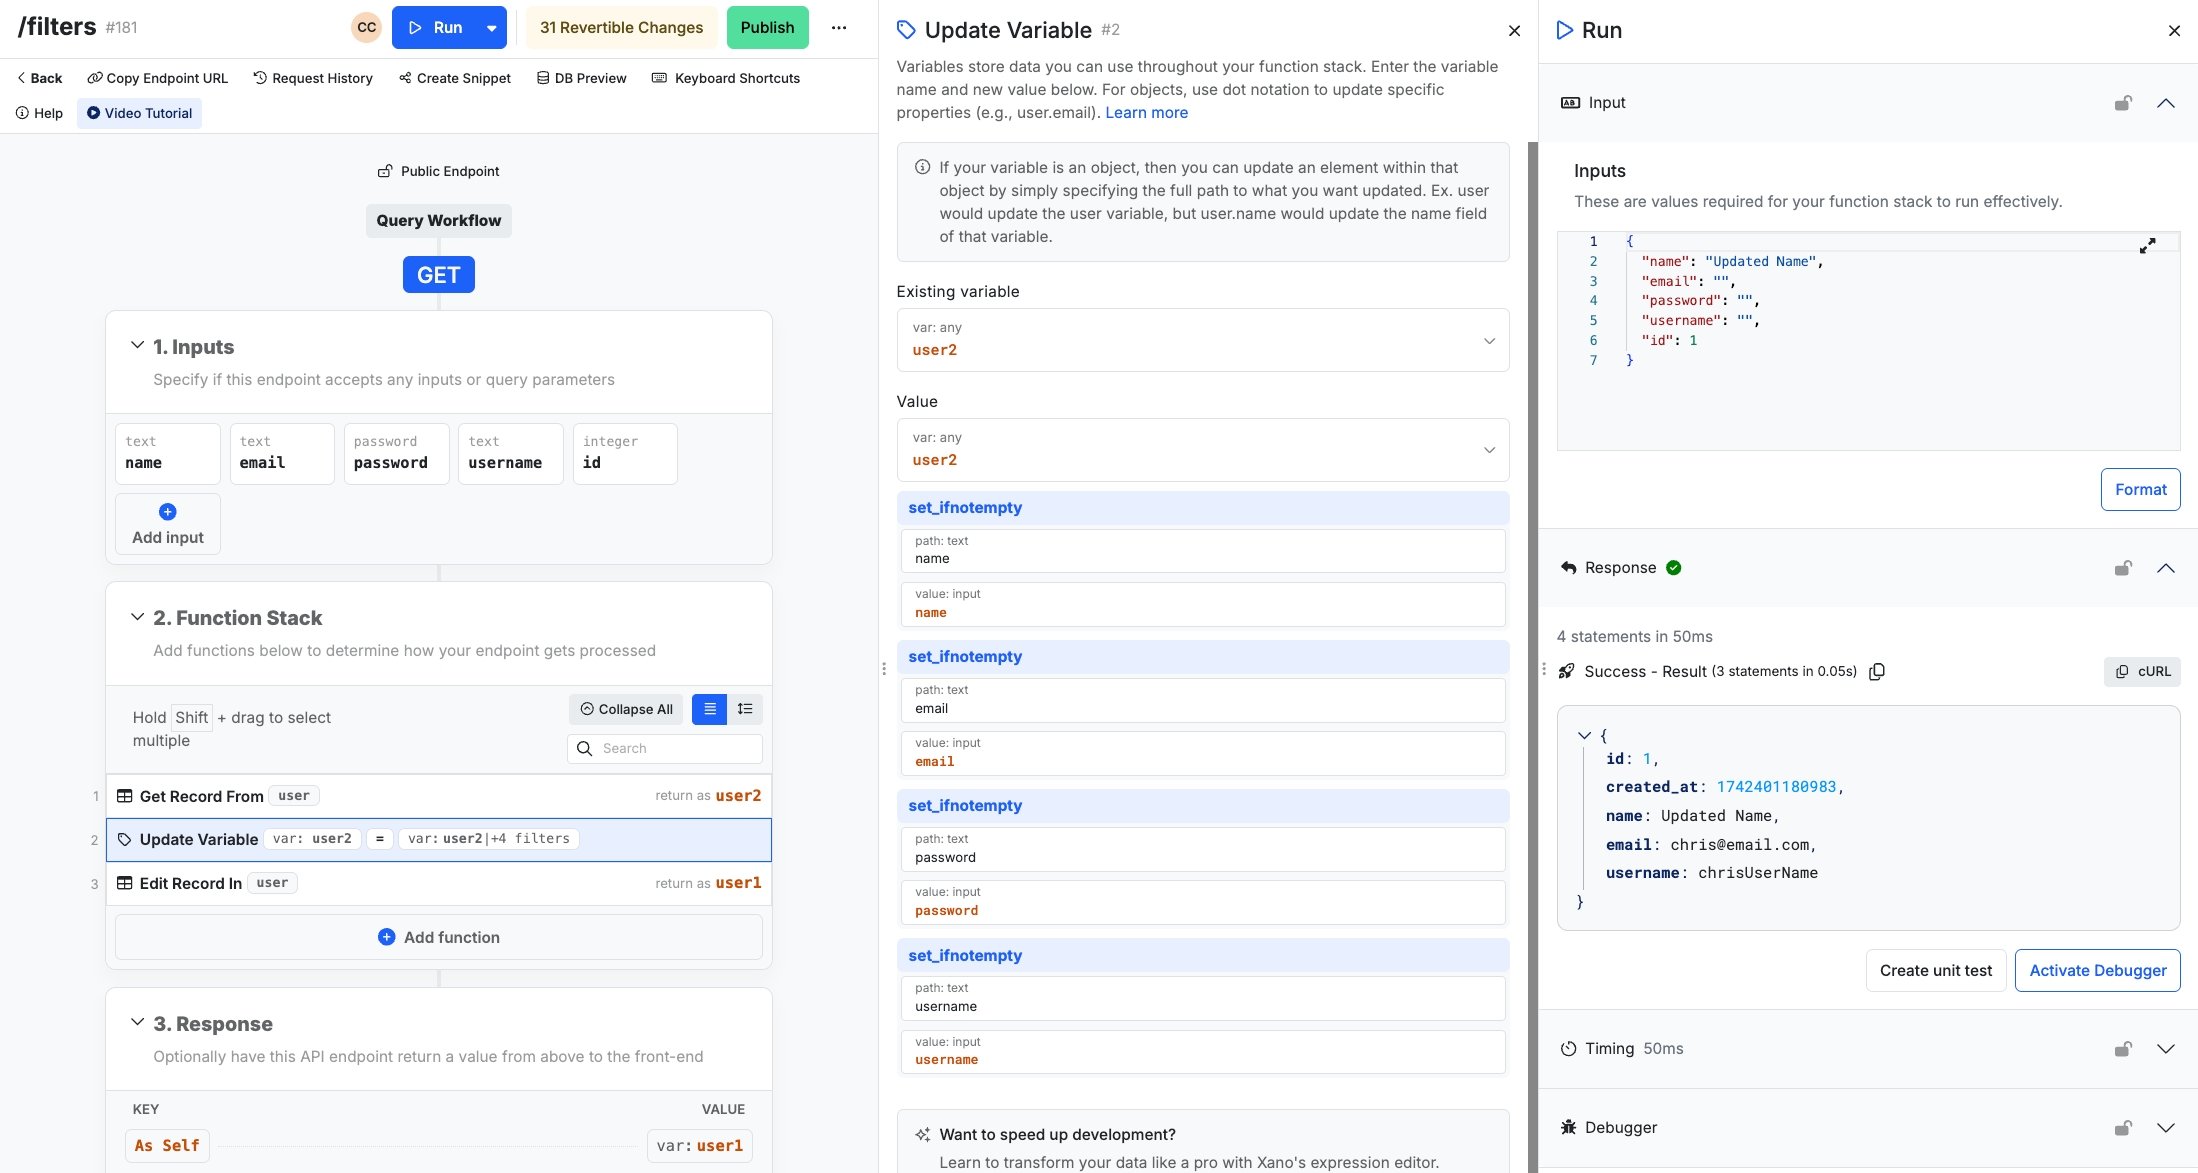 /filters #181
CC
Run
31 Revertible Changes
Publish
Back
Copy Endpoint URL
Request History
Create Snippet
DB Preview
Keyboard Shortcuts
Help
Video Tutorial
Public Endpoint
Query Workflow
GET
1. Inputs
Specify if this endpoint accepts any inputs or query parameters
text
name
text
email
password
password
text
username
integer
id
Add input
2. Function Stack
Add functions below to determine how your endpoint gets processed
Hold Shift + drag to select
multiple
Collapse All
Search
1 Get Record From user return as user2
2 Update Variable var: user2 = var: user2|+4 filters
3 Edit Record In user return as user1
Add function
3. Response
Optionally have this API endpoint return a value from above to the front-end
KEY VALUE
As Self var: user1
Update Variable #2
Variables store data you can use throughout your function stack. Enter the variable
name and new value below. For objects, use dot notation to update specific
properties (e.g., user.email). Learn more
If your variable is an object, then you can update an element within that
object by simply specifying the full path to what you want updated. Ex. user
would update the user variable, but user.name would update the name field
of that variable.
Existing variable
var: any
user2
Value
var: any
user2
set_ifnotempty
path: text
name
value: input
name
set_ifnotempty
path: text
email
value: input
email
set_ifnotempty
path: text
password
value: input
password
set_ifnotempty
path: text
username
value: input
username
Want to speed up development?
Learn to transform your data like a pro with Xano's expression editor.
Run
Input
Inputs
These are values required for your function stack to run effectively.
1 {
2 "name": "Updated Name",
3 "email": "",
4 "password": "",
5 "username": "",
6 "id": 1
7 }
Format
Response
4 statements in 50ms
Success - Result (3 statements in 0.05s)
cURL
{
id: 1,
created_at: 1742401180983,
name: Updated Name,
email: chris@email.com,
username: chrisUserName
}
Create unit test
Activate Debugger
Timing 50ms
Debugger